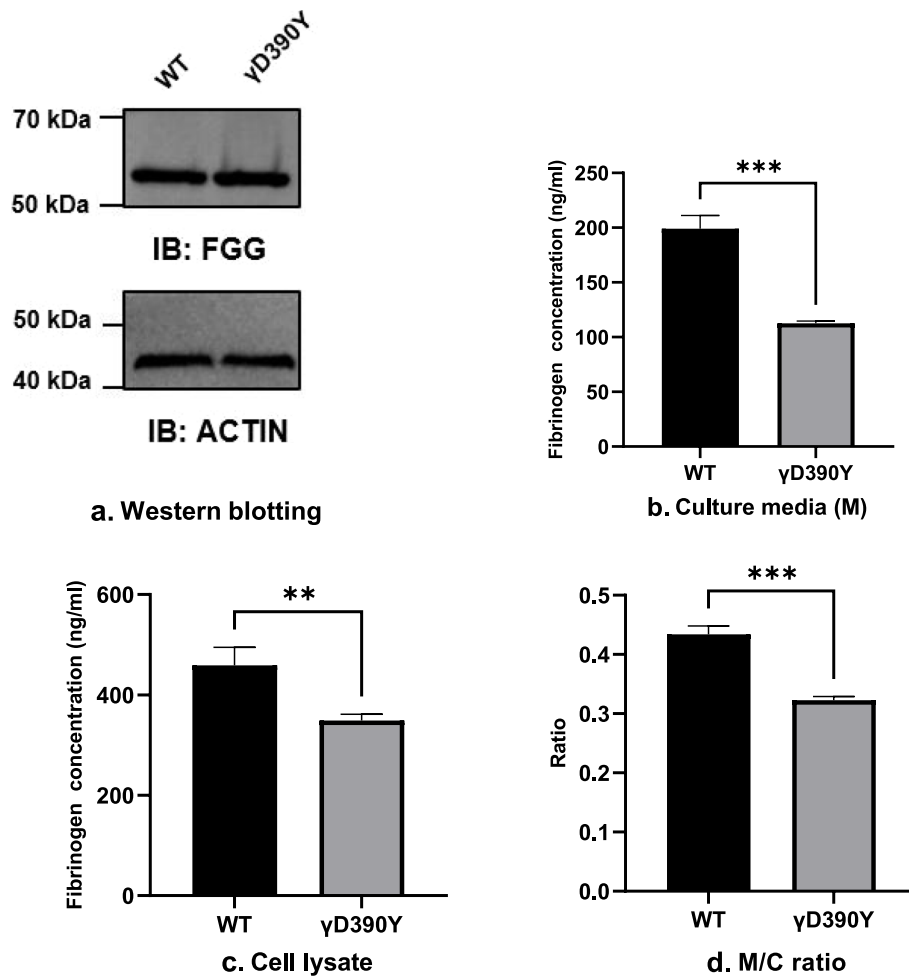 WT γD390Y
70 kDa
50 kDa
IB: FGG
50 kDa
40 kDa
IB: ACTIN
a. Western blotting
Fibrinogen concentration (ng/ml)
250
200
150
100
50
0
***
WT γD390Y
b. Culture media (M)
Fibrinogen concentration (ng/ml)
600
400
200
0
**
WT γD390Y
c. Cell lysate
Ratio
0.5
0.4
0.3
0.2
0.1
0.0
***
WT γD390Y
d. M/C ratio